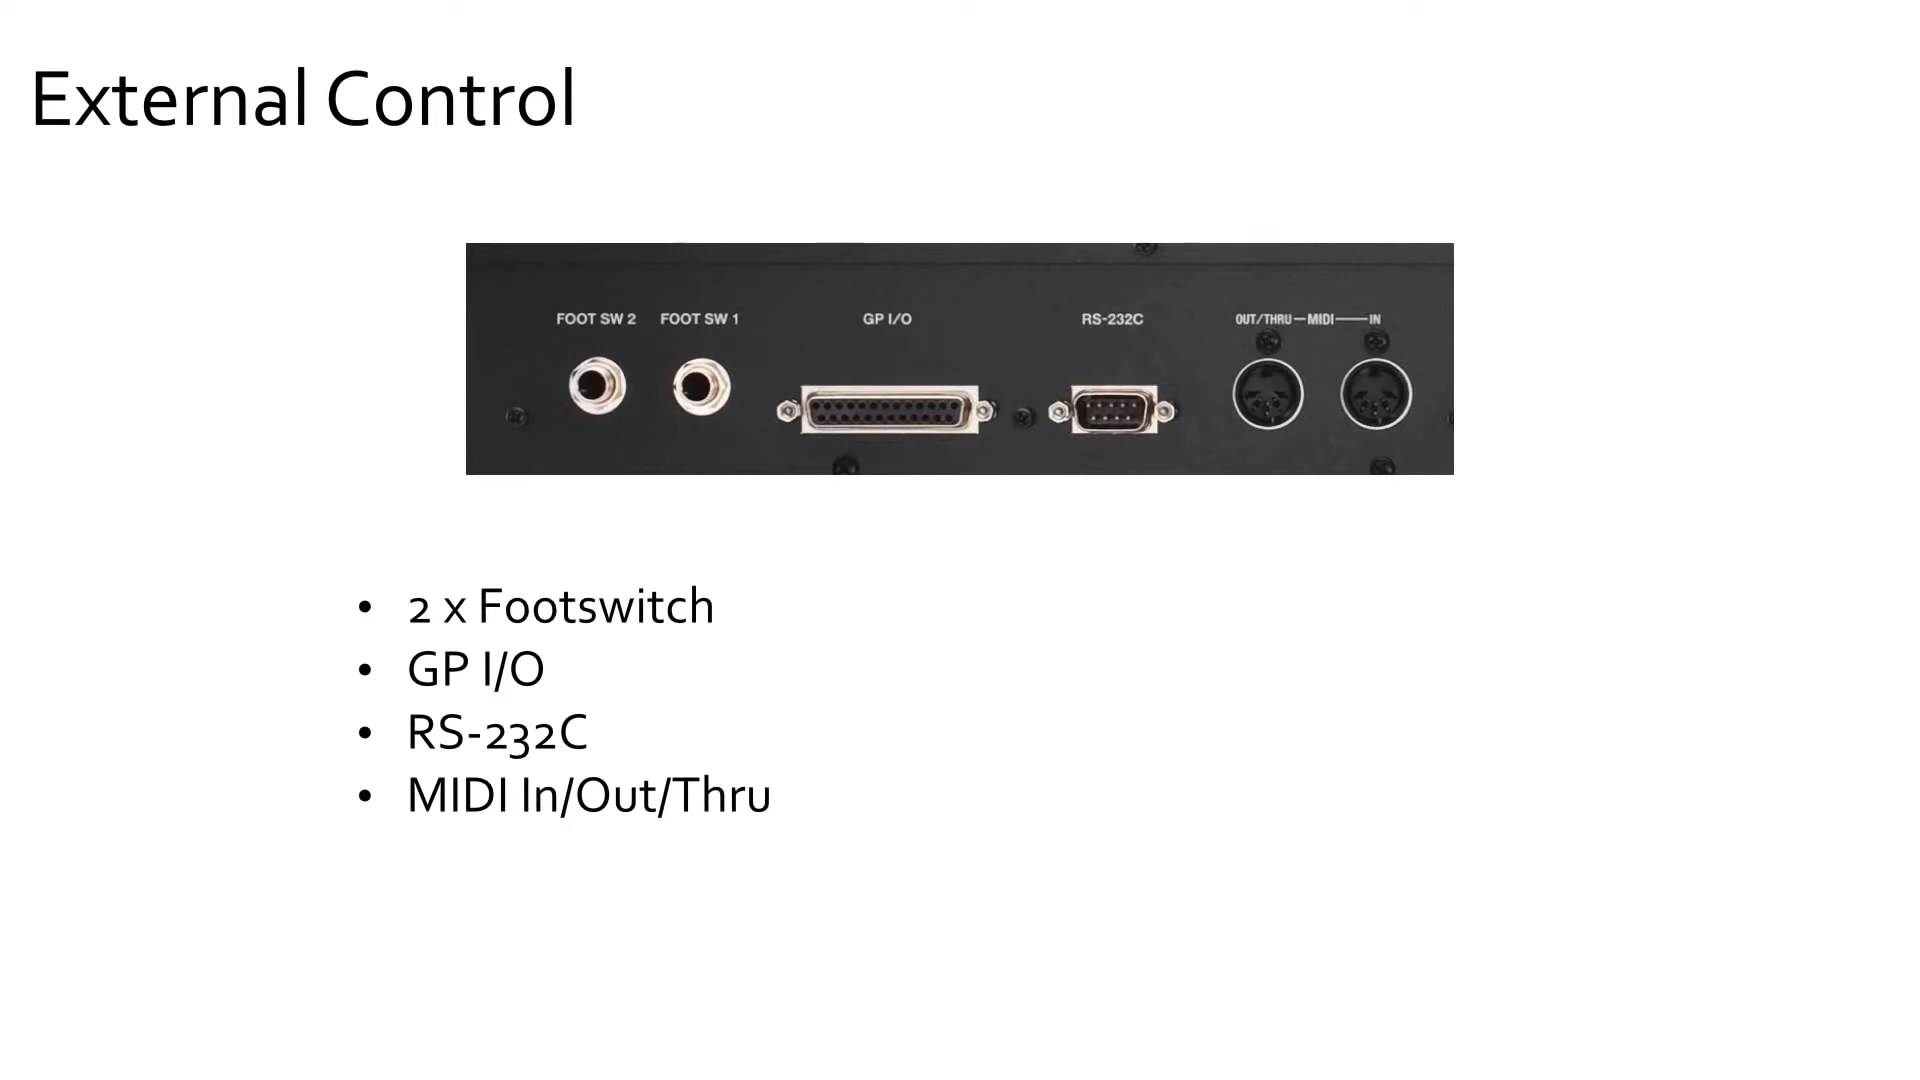 External Control
FOOT SW 2 FOOT SW 1 GP I/O RS-232C OUT/THRU MIDI IN
• 2 x Footswitch
• GP I/O
• RS-232C
• MIDI In/Out/Thru